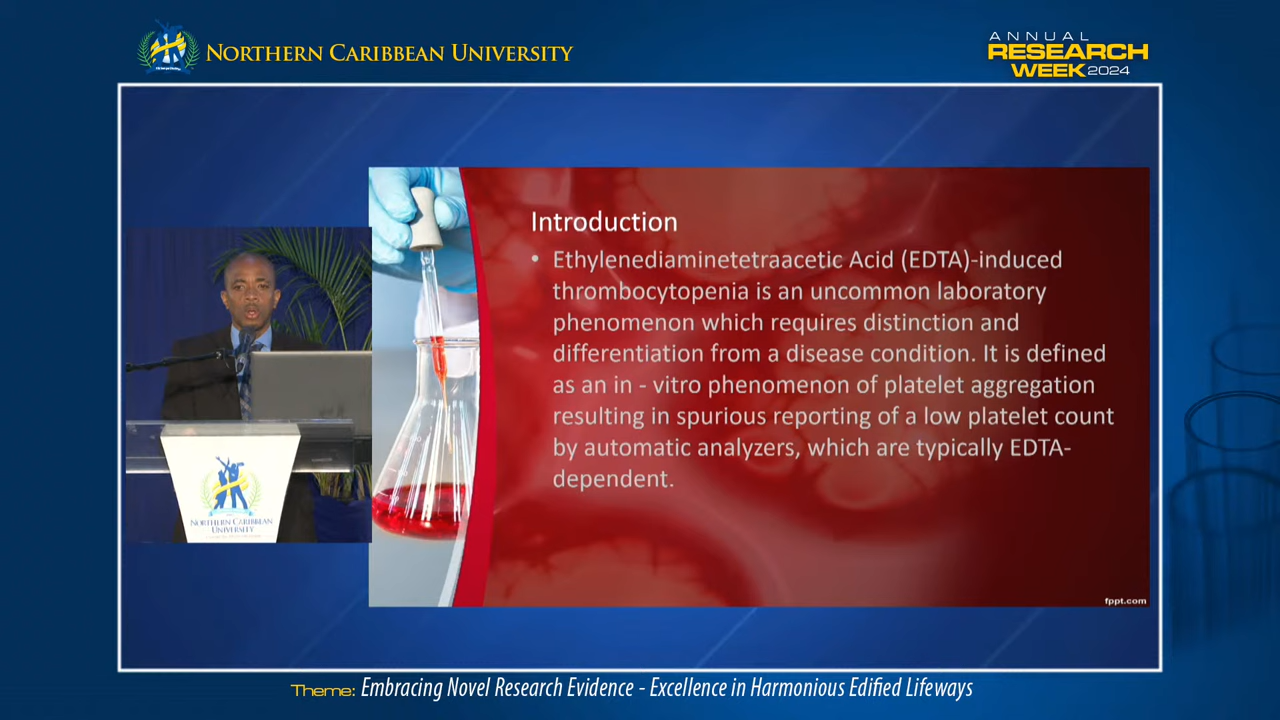 NORTHERN CARIBBEAN UNIVERSITY
ANNUAL
RESEARCH
WEEK 2024
Introduction
• Ethylenediaminetetraacetic Acid (EDTA)-induced
thrombocytopenia is an uncommon laboratory
phenomenon which requires distinction and
differentiation from a disease condition. It is defined
as an in - vitro phenomenon of platelet aggregation
resulting in spurious reporting of a low platelet count
by automatic analyzers, which are typically EDTA-
dependent.
NORTHERN CARIBBEAN
UNIVERSITY
fppt.com
Theme: Embracing Novel Research Evidence - Excellence in Harmonious Edified Lifeways